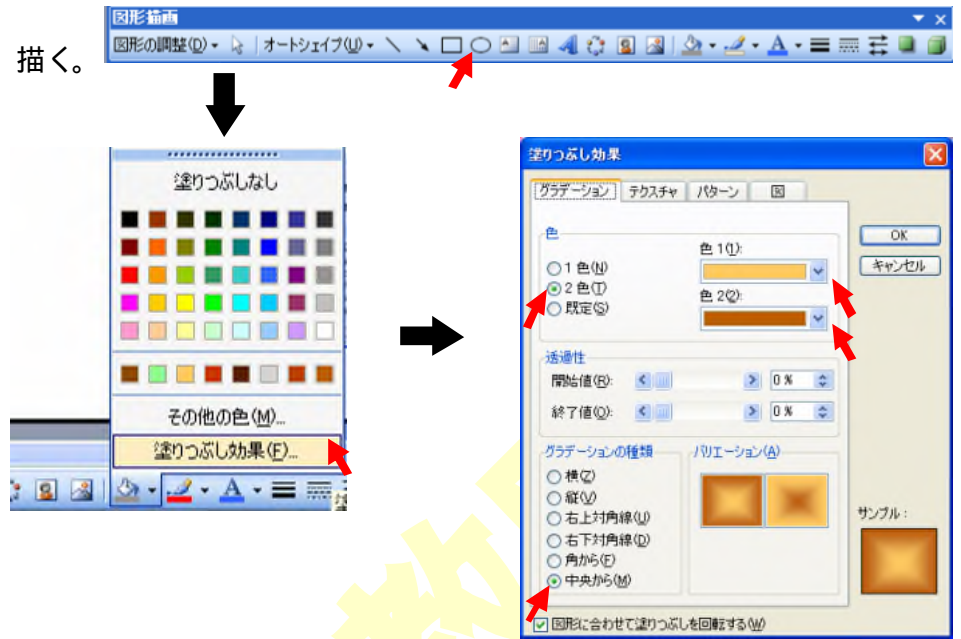 図形描画
図形の調整(D) オートシェイプ(U)
描く。
塗りつぶしなし
その他の色(M)...
塗りつぶし効果(F)...
塗りつぶし効果
グラデーション テクスチャ パターン 図
色
1 色(N)
2 色(T)
既定(S)
色 1(1):
色 2(2):
OK
キャンセル
透過性
開始値(R): 0 %
終了値(O): 0 %
グラデーションの種類
横(Z)
縦(V)
右上対角線(U)
右下対角線(D)
角から(F)
中央から(M)
バリエーション(A)
サンプル:
図形に合わせて塗りつぶしを回転する(W)